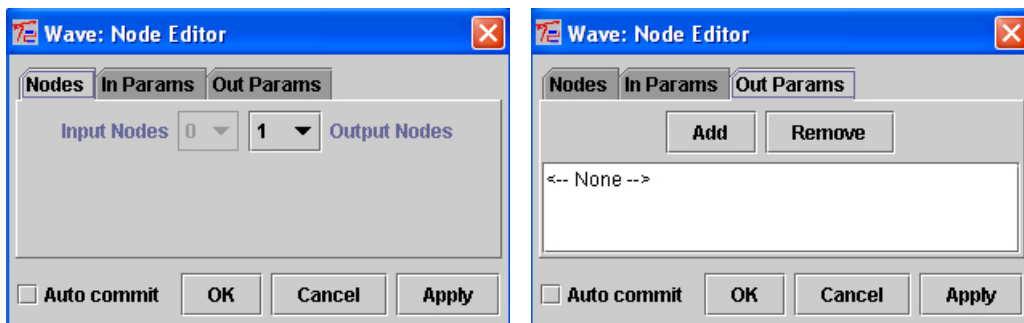 Wave: Node Editor
Nodes In Params Out Params
Input Nodes 0 1 Output Nodes
Auto commit OK Cancel Apply
Wave: Node Editor
Nodes In Params Out Params
Add Remove
<-- None -->
Auto commit OK Cancel Apply